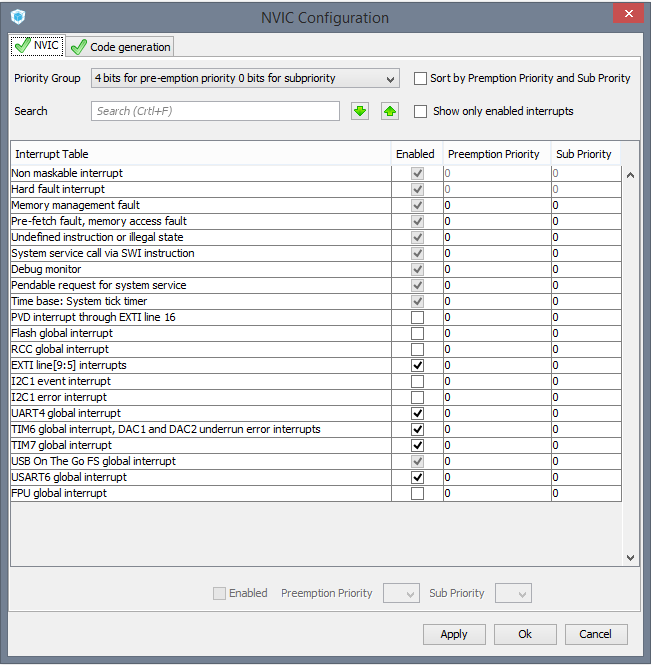 NVIC Configuration
NVIC Code generation
Priority Group 4 bits for pre-emption priority 0 bits for subpriority Sort by Premption Priority and Sub Prority
Search Search (Crtl+F) Show only enabled interrupts
Interrupt Table Enabled Preemption Priority Sub Priority
Non maskable interrupt 0 0
Hard fault interrupt 0 0
Memory management fault 0 0
Pre-fetch fault, memory access fault 0 0
Undefined instruction or illegal state 0 0
System service call via SWI instruction 0 0
Debug monitor 0 0
Pendable request for system service 0 0
Time base: System tick timer 0 0
PVD interrupt through EXTI line 16 0 0
Flash global interrupt 0 0
RCC global interrupt 0 0
EXTI line[9:5] interrupts 0 0
I2C1 event interrupt 0 0
I2C1 error interrupt 0 0
UART4 global interrupt 0 0
TIM6 global interrupt, DAC1 and DAC2 underrun error interrupts 0 0
TIM7 global interrupt 0 0
USB On The Go FS global interrupt 0 0
USART6 global interrupt 0 0
FPU global interrupt 0 0
Enabled Preemption Priority Sub Priority
Apply Ok Cancel